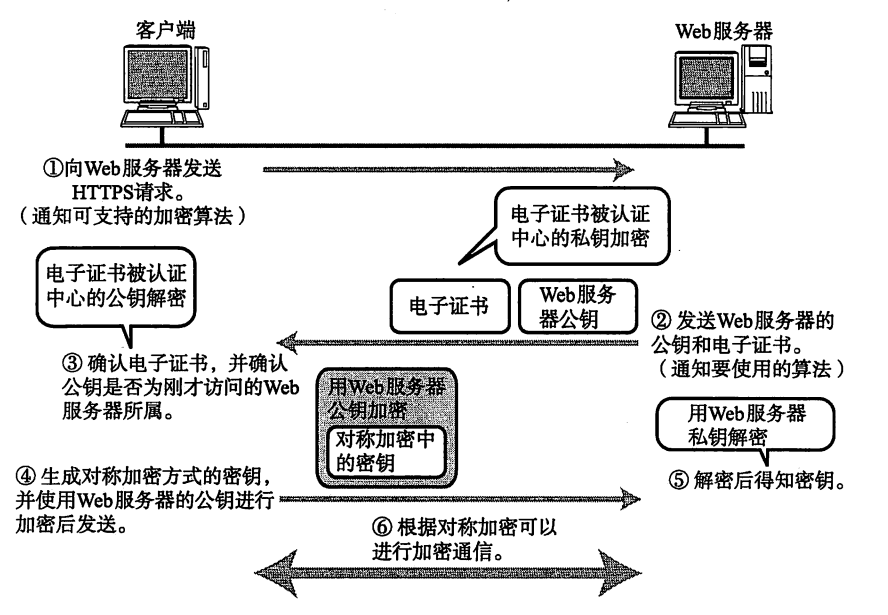 客户端
Web服务器
①向Web服务器发送
HTTPS请求。
（通知可支持的加密算法）
电子证书被认证
中心的私钥加密
电子证书被认证
中心的公钥解密
电子证书
Web服务
器公钥
② 发送Web服务器的
公钥和电子证书。
（通知要使用的算法）
③ 确认电子证书，并确认
公钥是否为刚才访问的Web
服务器所属。
用Web服务器
公钥加密
对称加密中
的密钥
用Web服务器
私钥解密
④ 生成对称加密方式的密钥，
并使用Web服务器的公钥进行
加密后发送。
⑤ 解密后得知密钥。
⑥ 根据对称加密可以
进行加密通信。